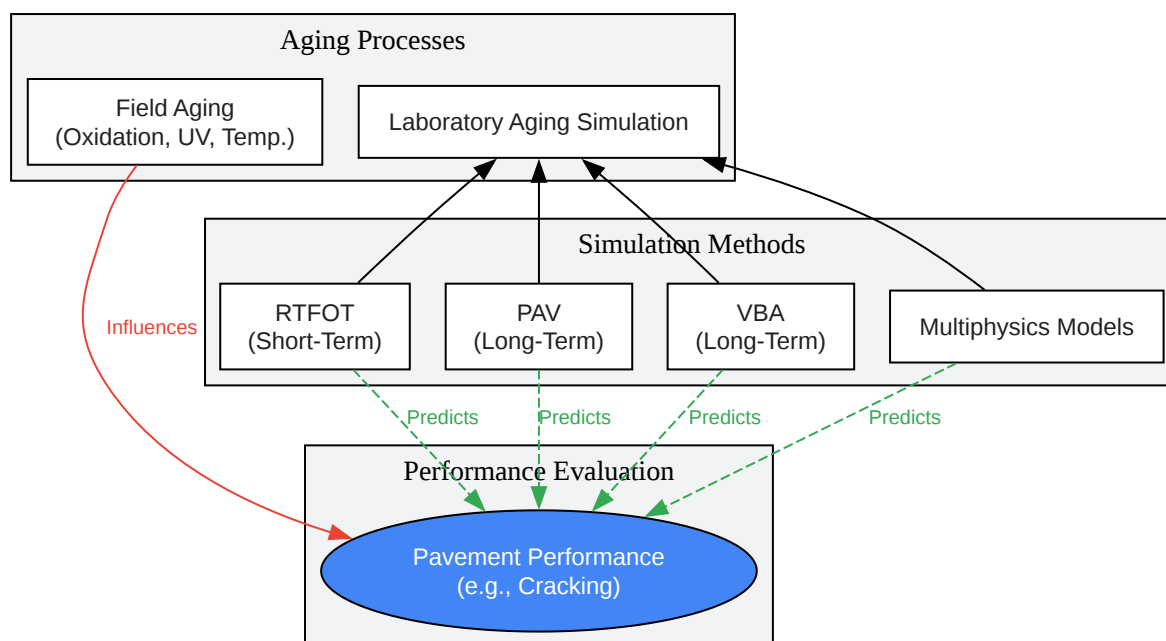 Aging Processes
Field Aging
(Oxidation, UV, Temp.)
Laboratory Aging Simulation
Simulation Methods
RTFOT
(Short-Term)
PAV
(Long-Term)
VBA
(Long-Term)
Multiphysics Models
Influences
Predicts
Predicts
Predicts
Predicts
Performance Evaluation
Pavement Performance
(e.g., Cracking)